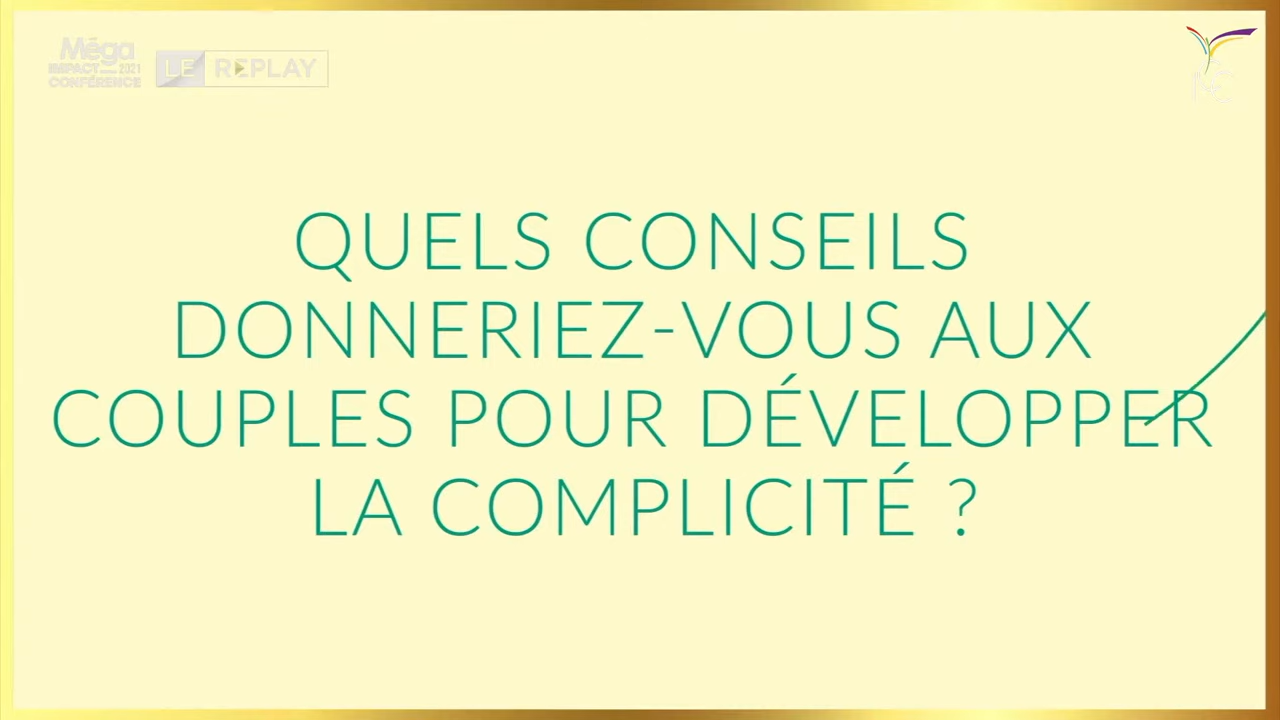 Méga
IMPACT 2021
CONFÉRENCE
LE REPLAY
QUELS CONSEILS
DONNERIEZ-VOUS AUX
COUPLES POUR DÉVELOPPER
LA COMPLICITÉ ?